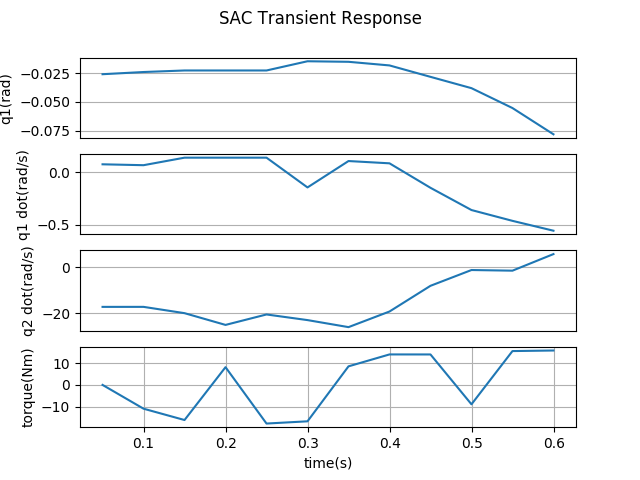 SAC Transient Response
q1(rad)
−0.025
−0.050
−0.075
q1 dot(rad/s)
0.0
−0.5
q2 dot(rad/s)
0
−20
torque(Nm)
10
0
−10
0.1 0.2 0.3 0.4 0.5 0.6
time(s)